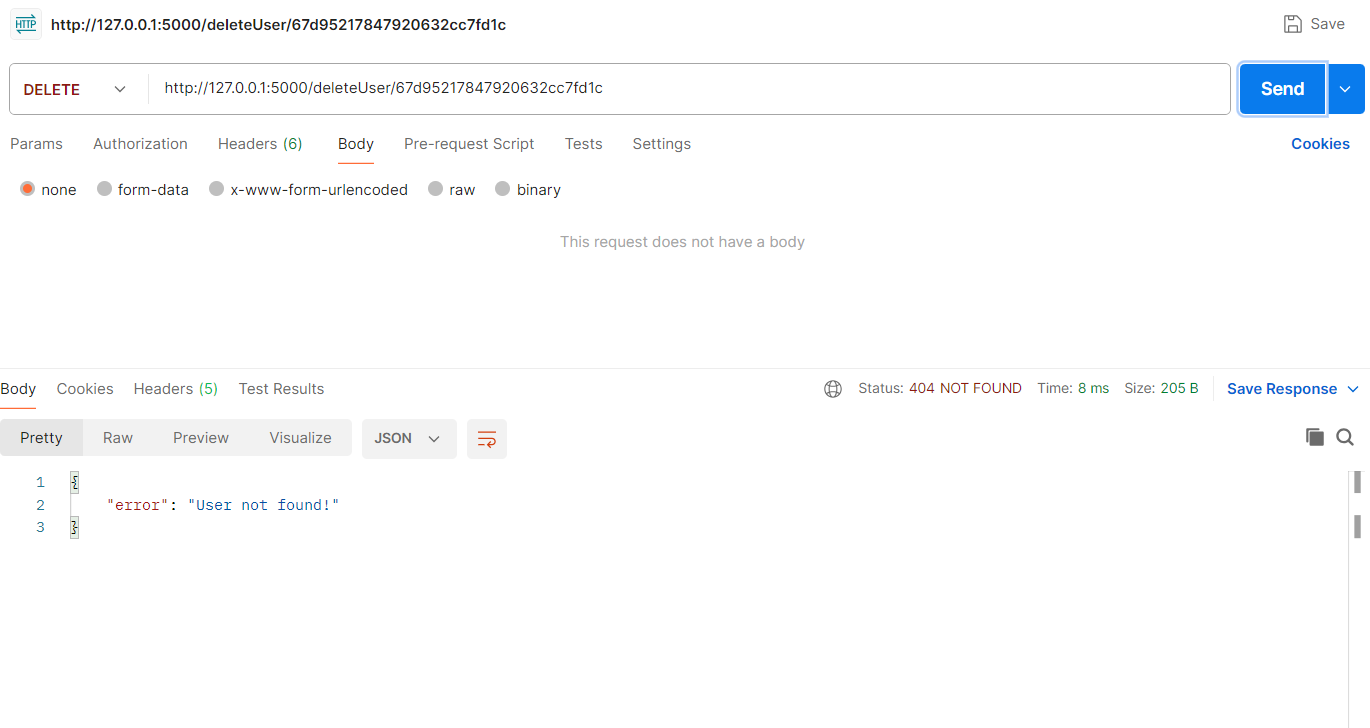 HTTP http://127.0.0.1:5000/deleteUser/67d95217847920632cc7fd1c Save
DELETE http://127.0.0.1:5000/deleteUser/67d95217847920632cc7fd1c Send
Params Authorization Headers (6) Body Pre-request Script Tests Settings Cookies
none form-data x-www-form-urlencoded raw binary
This request does not have a body
Body Cookies Headers (5) Test Results Status: 404 NOT FOUND Time: 8 ms Size: 205 B Save Response
Pretty Raw Preview Visualize JSON
1 {
2 "error": "User not found!"
3 }